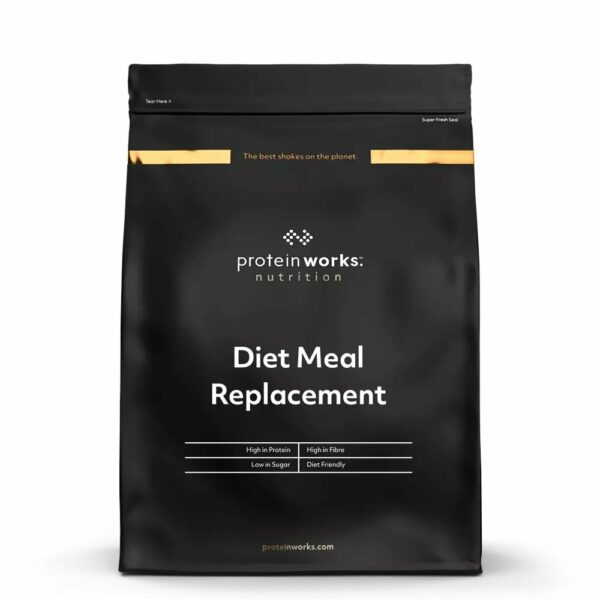 Tear Here >
Super Fresh Seal
The best shakes on the planet.
protein works™
nutrition
Diet Meal
Replacement
High in Protein High in Fibre
Low in Sugar Diet Friendly
proteinworks.com